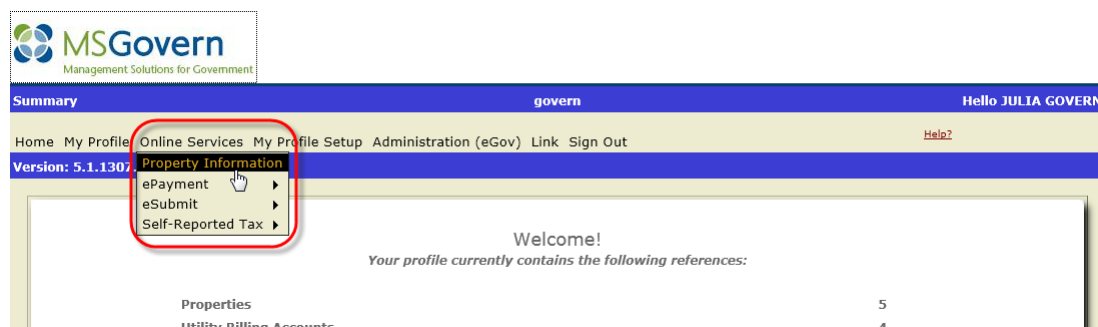 MSGovern
Management Solutions for Government
Summary govern Hello JULIA GOVERN
Home My Profile Online Services My Profile Setup Administration (eGov) Link Sign Out Help?
Version: 5.1.1307.
Property Information
ePayment
eSubmit
Self-Reported Tax
Welcome!
Your profile currently contains the following references:
Properties 5
Utility Billing Accounts 4